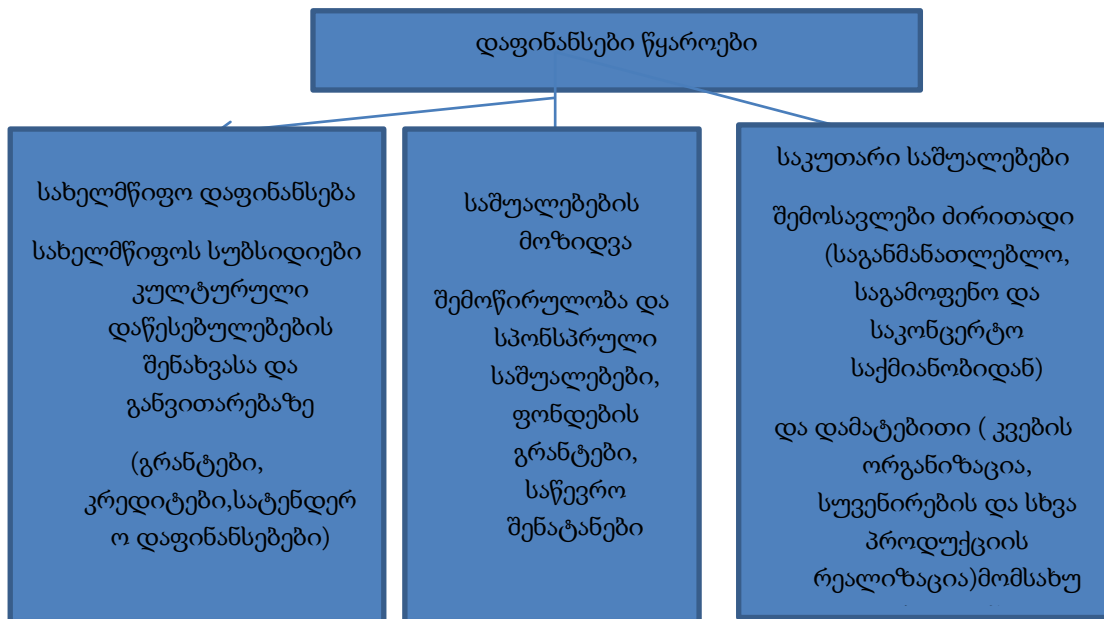 დაფინანსები წყაროები
სახელმწიფო დაფინანსება
სახელმწიფოს სუბსიდიები
კულტურული
დაწესებულებების
შენახვასა და
განვითარებაზე
(გრანტები,
კრედიტები,სატენდერ
ო დაფინანსებები)
საშუალებების
მოზიდვა
შემოწირულობა და
სპონსპრული
საშუალებები,
ფონდების
გრანტები,
საწევრო
შენატანები
საკუთარი საშუალებები
შემოსავლები ძირითადი
(საგანმანათლებლო,
საგამოფენო და
საკონცერტო
საქმიანობიდან)
და დამატებითი ( კვების
ორგანიზაცია,
სუვენირების და სხვა
პროდუქციის
რეალიზაცია)მომსახუ